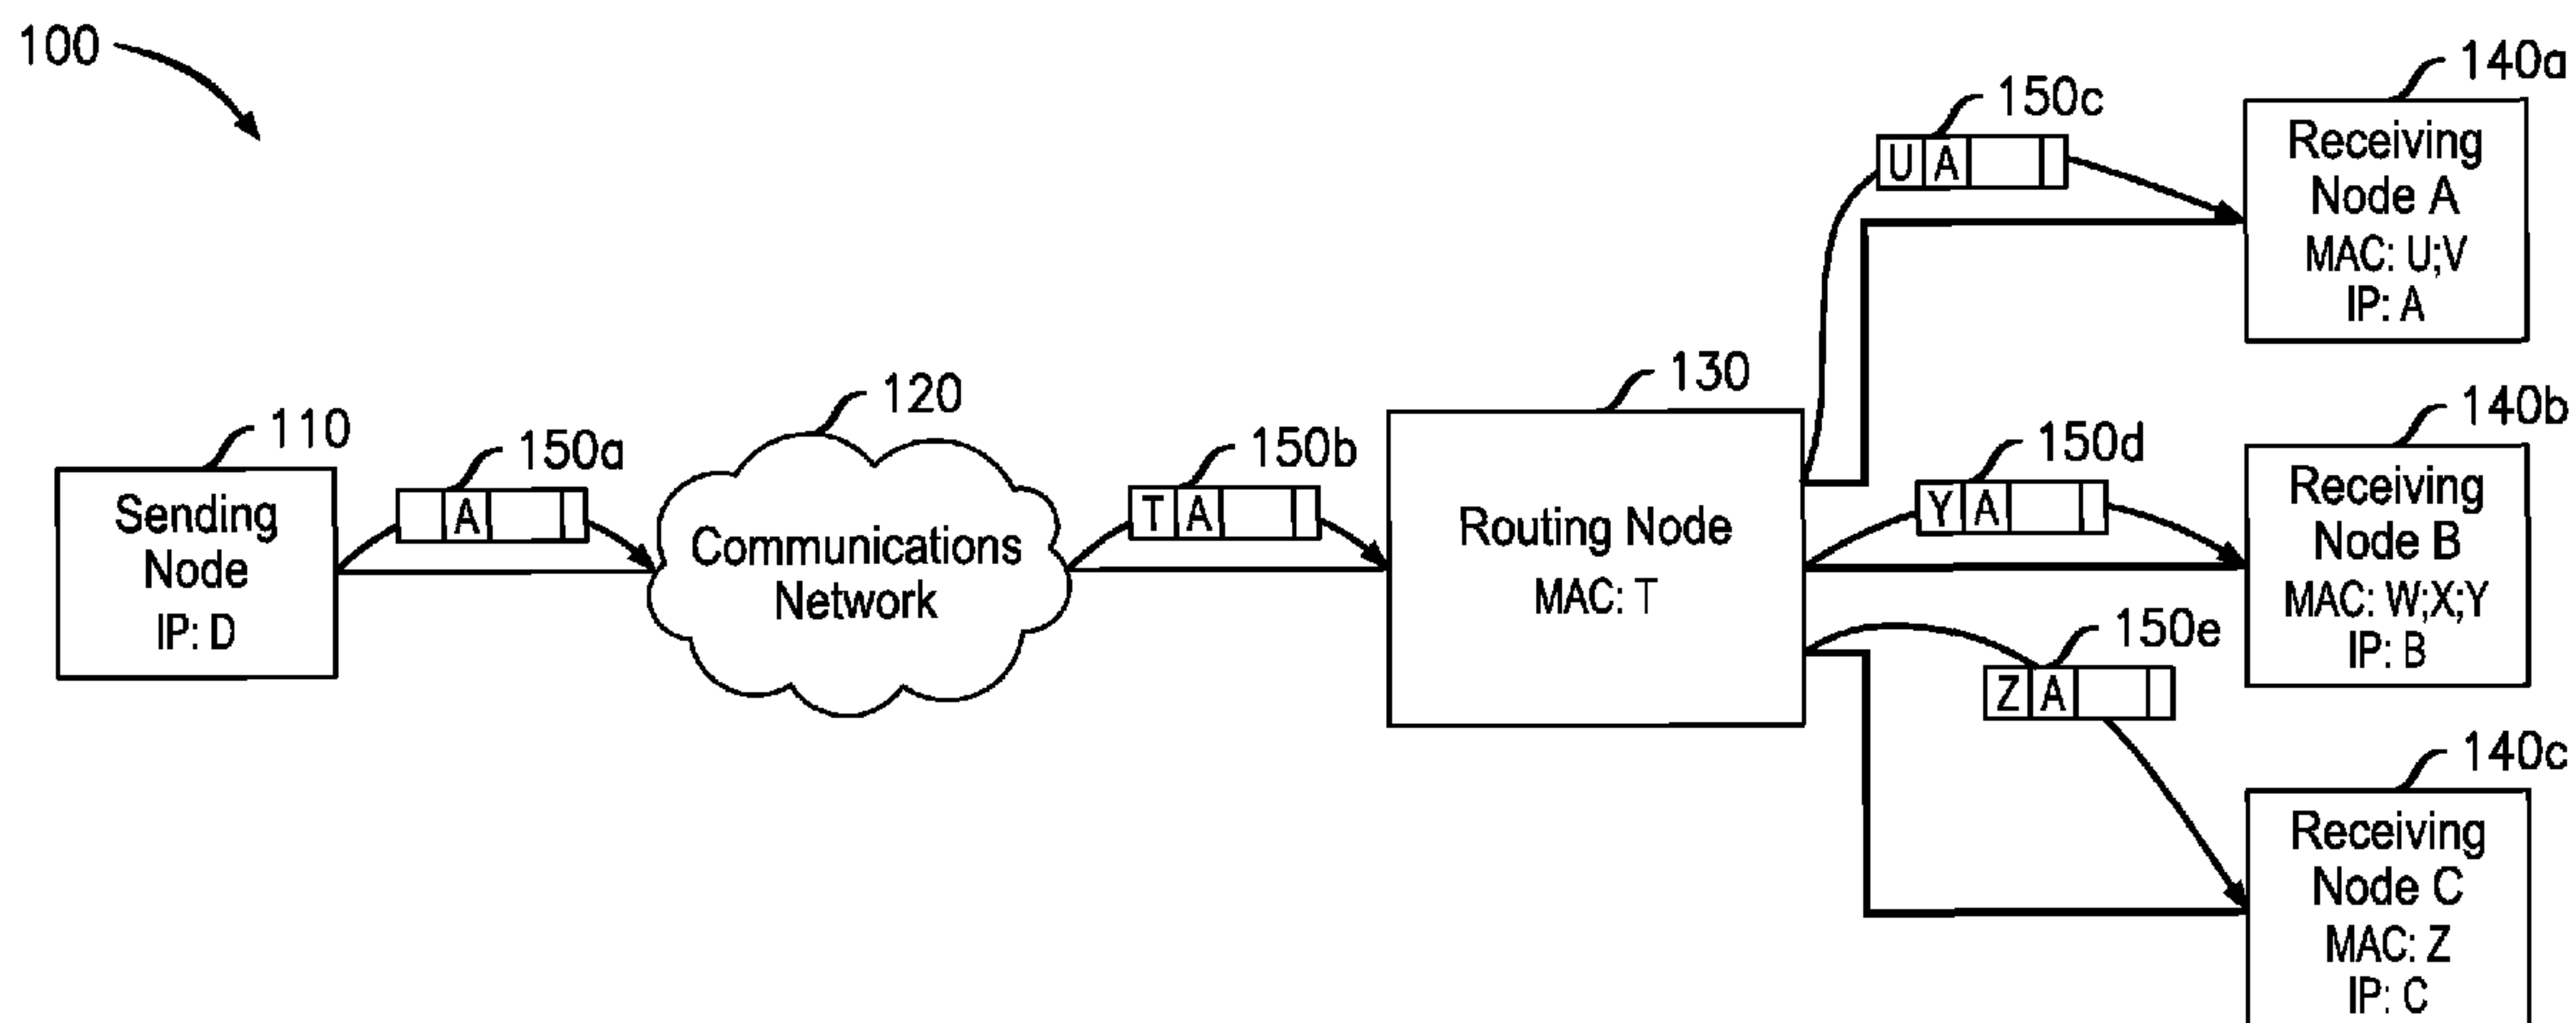 100
140a
150c
U A
Receiving
Node A
MAC: U;V
IP: A
130
120
110
150a
A
150b
T A
140b
150d
Y A
Sending
Node
IP: D
Communications
Network
Routing Node
MAC: T
Receiving
Node B
MAC: W;X;Y
IP: B
150e
Z A
140c
Receiving
Node C
MAC: Z
IP: C